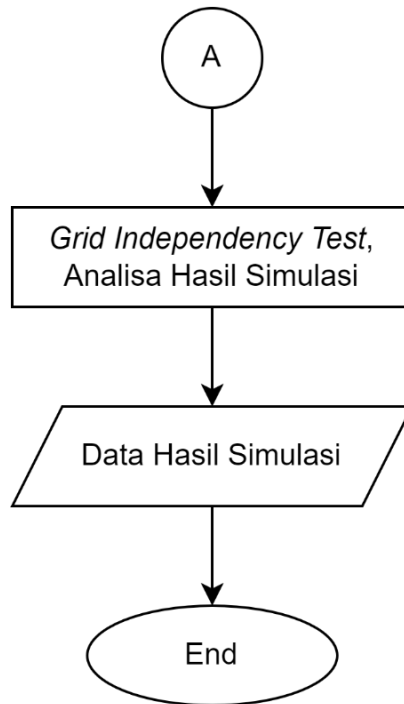 A
Grid Independency Test,
Analisa Hasil Simulasi
Data Hasil Simulasi
End